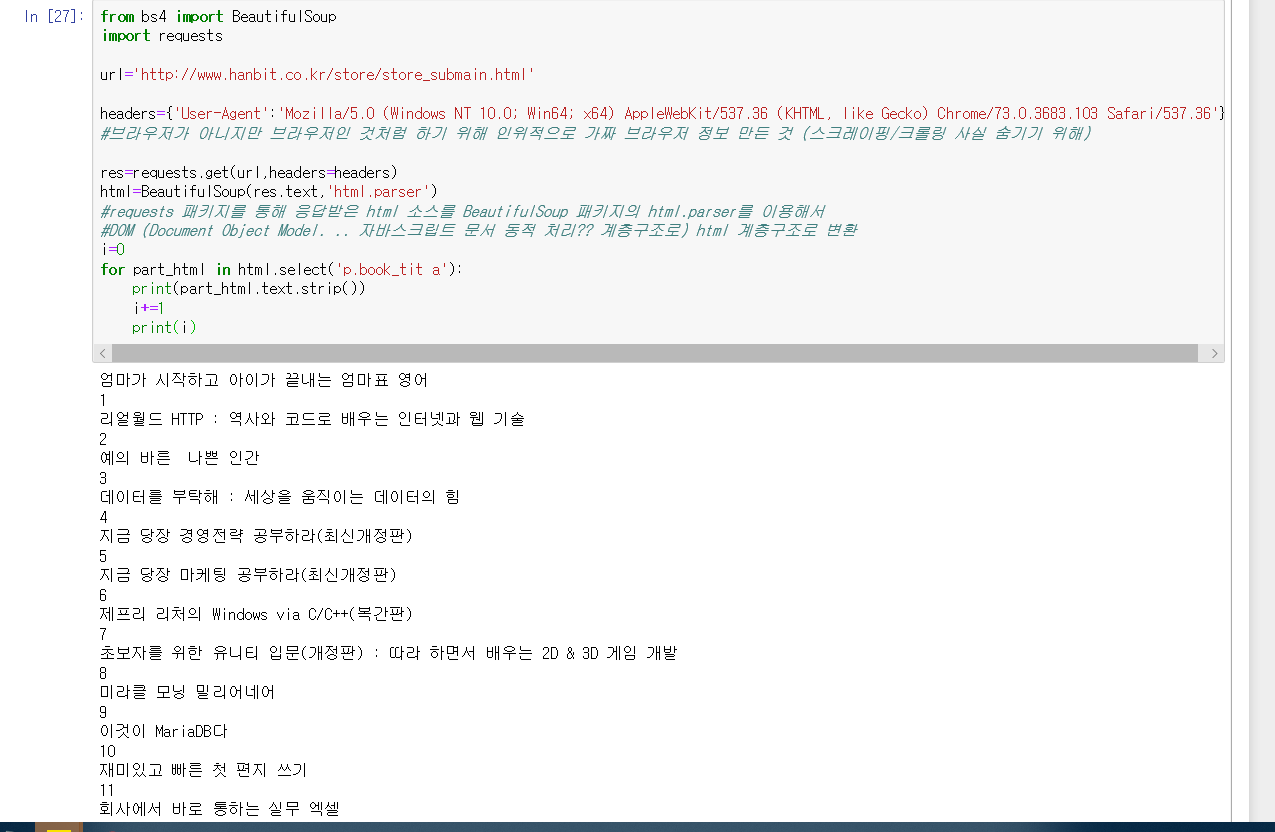 In [27]:
from bs4 import BeautifulSoup
import requests
url='http://www.hanbit.co.kr/store/store_submain.html'
headers={'User-Agent':'Mozilla/5.0 (Windows NT 10.0; Win64; x64) AppleWebKit/537.36 (KHTML, like Gecko) Chrome/73.0.3683.103 Safari/537.36'}
#브라우저가 아니지만 브라우저인 것처럼 하기 위해 인위적으로 가짜 브라우저 정보 만든 것 (스크레이핑/크롤링 사실 숨기기 위해)
res=requests.get(url,headers=headers)
html=BeautifulSoup(res.text,'html.parser')
#requests 패키지를 통해 응답받은 html 소스를 BeautifulSoup 패키지의 html.parser를 이용해서
#DOM (Document Object Model. .. 자바스크립트 문서 동적 처리?? 계층구조로) html 계층구조로 변환
i=0
for part_html in html.select('p.book_tit a'):
    print(part_html.text.strip())
    i+=1
    print(i)
엄마가 시작하고 아이가 끝내는 엄마표 영어
1
리얼월드 HTTP : 역사와 코드로 배우는 인터넷과 웹 기술
2
예의 바른  나쁜 인간
3
데이터를 부탁해 : 세상을 움직이는 데이터의 힘
4
지금 당장 경영전략 공부하라(최신개정판)
5
지금 당장 마케팅 공부하라(최신개정판)
6
제프리 리처의 Windows via C/C++(복간판)
7
초보자를 위한 유니티 입문(개정판) : 따라 하면서 배우는 2D & 3D 게임 개발
8
미라클 모닝 밀리어네어
9
이것이 MariaDB다
10
재미있고 빠른 첫 편지 쓰기
11
회사에서 바로 통하는 실무 엑셀